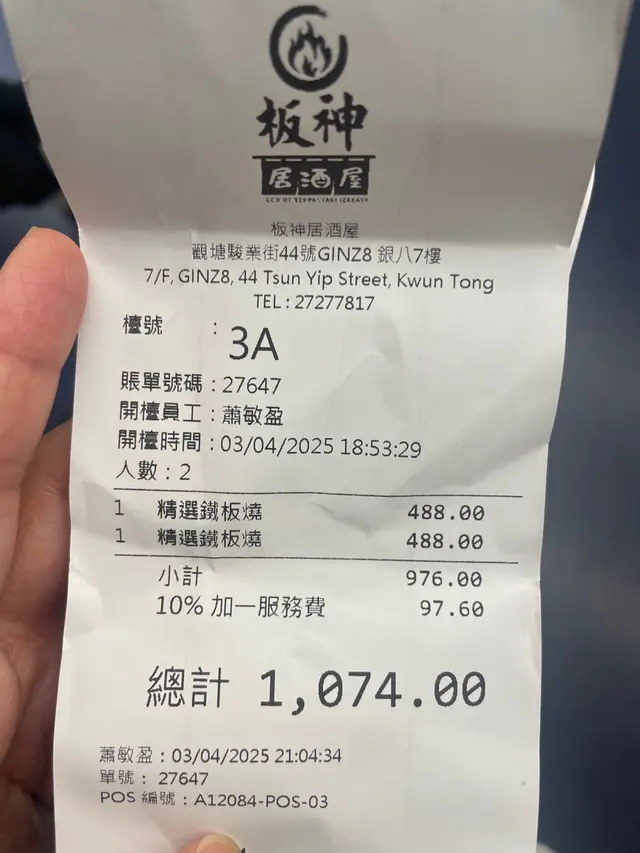 板神
居酒屋
GOD OF TEPPANYAKI IZAKAYA
板神居酒屋
觀塘駿業街44號GINZ8 銀八7樓
7/F, GINZ8, 44 Tsun Yip Street, Kwun Tong
TEL : 27277817
檯號 : 3A
賬單號碼 : 27647
開檯員工 : 蕭敏盈
開檯時間 : 03/04/2025 18:53:29
人數 : 2
1 精選鐵板燒 488.00
1 精選鐵板燒 488.00
小計 976.00
10% 加一服務費 97.60
總計 1,074.00
蕭敏盈 : 03/04/2025 21:04:34
單號 : 27647
POS 編號 : A12084-POS-03